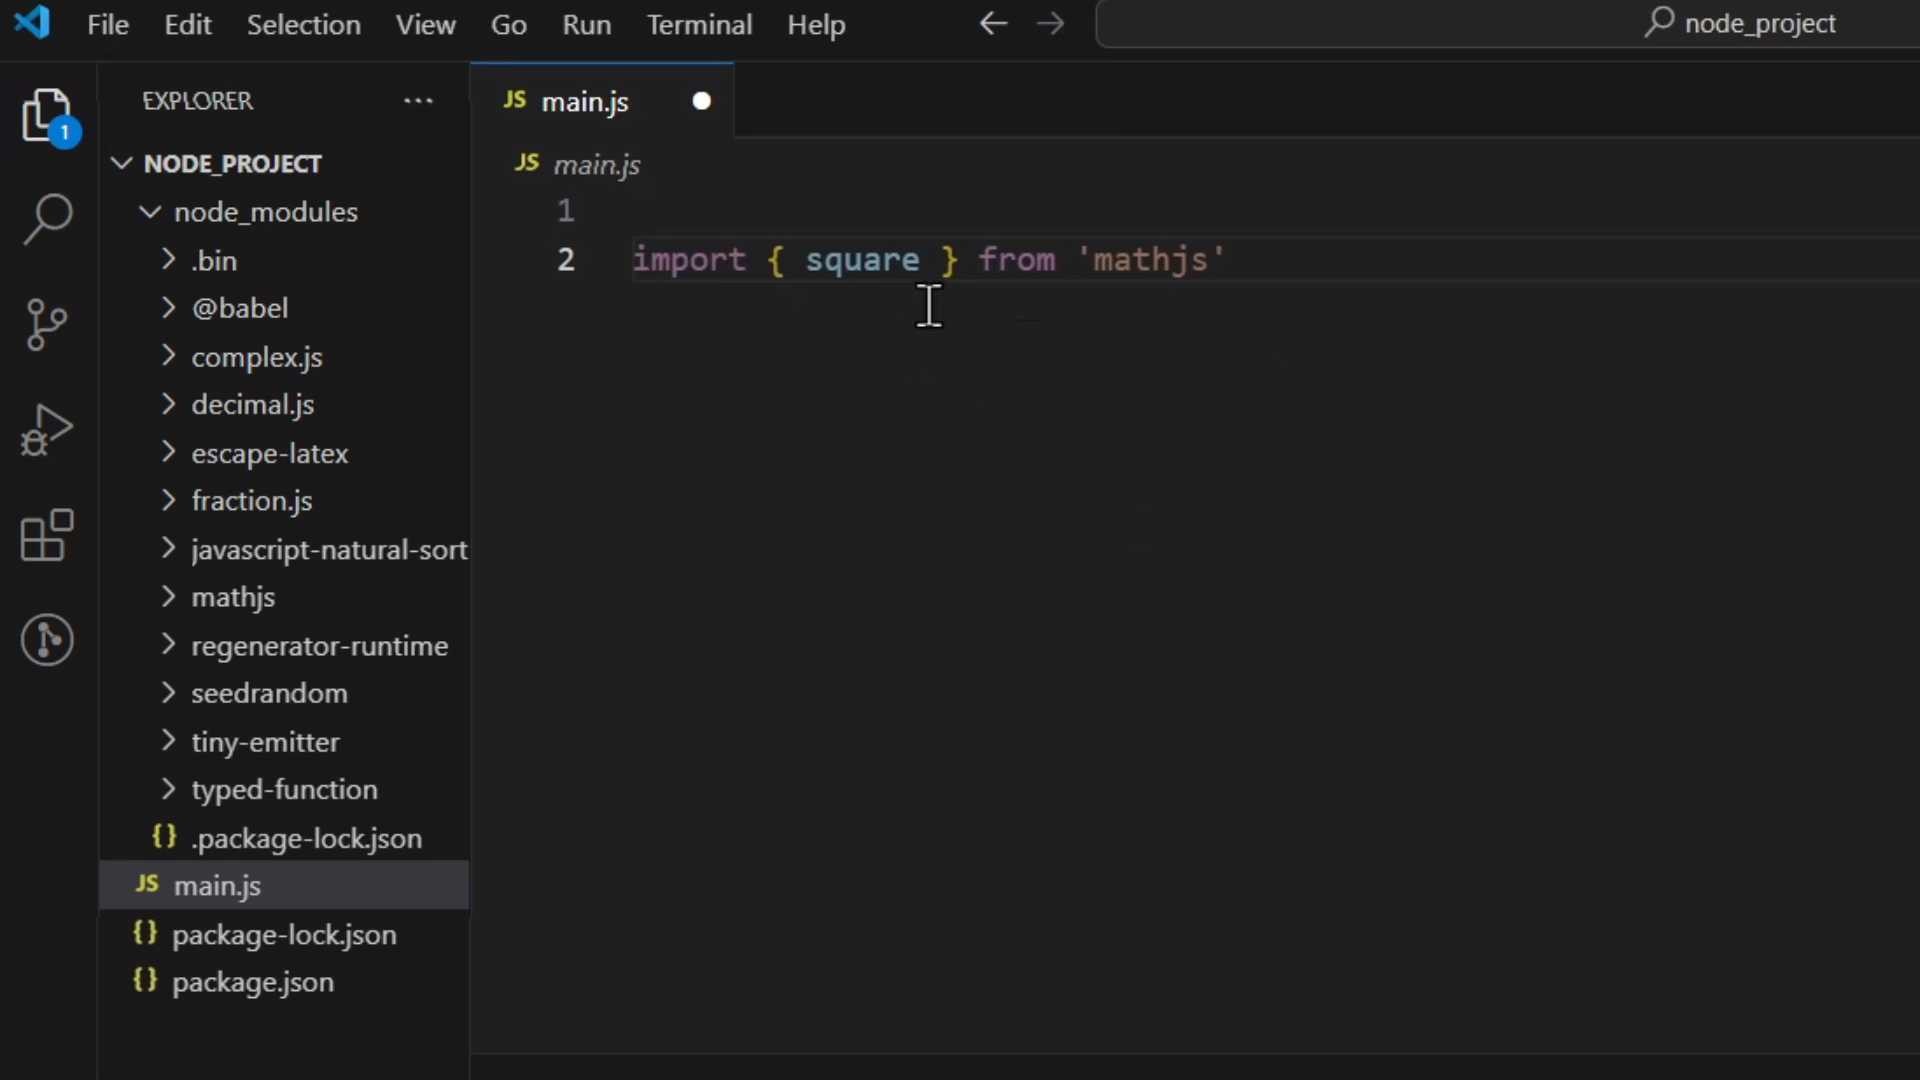 File Edit Selection View Go Run Terminal Help node_project
EXPLORER ...
1
NODE_PROJECT
node_modules
.bin
@babel
complex.js
decimal.js
escape-latex
fraction.js
javascript-natural-sort
mathjs
regenerator-runtime
seedrandom
tiny-emitter
typed-function
{} .package-lock.json
JS main.js
{} package-lock.json
{} package.json
JS main.js
JS main.js
1
2 import { square } from 'mathjs'